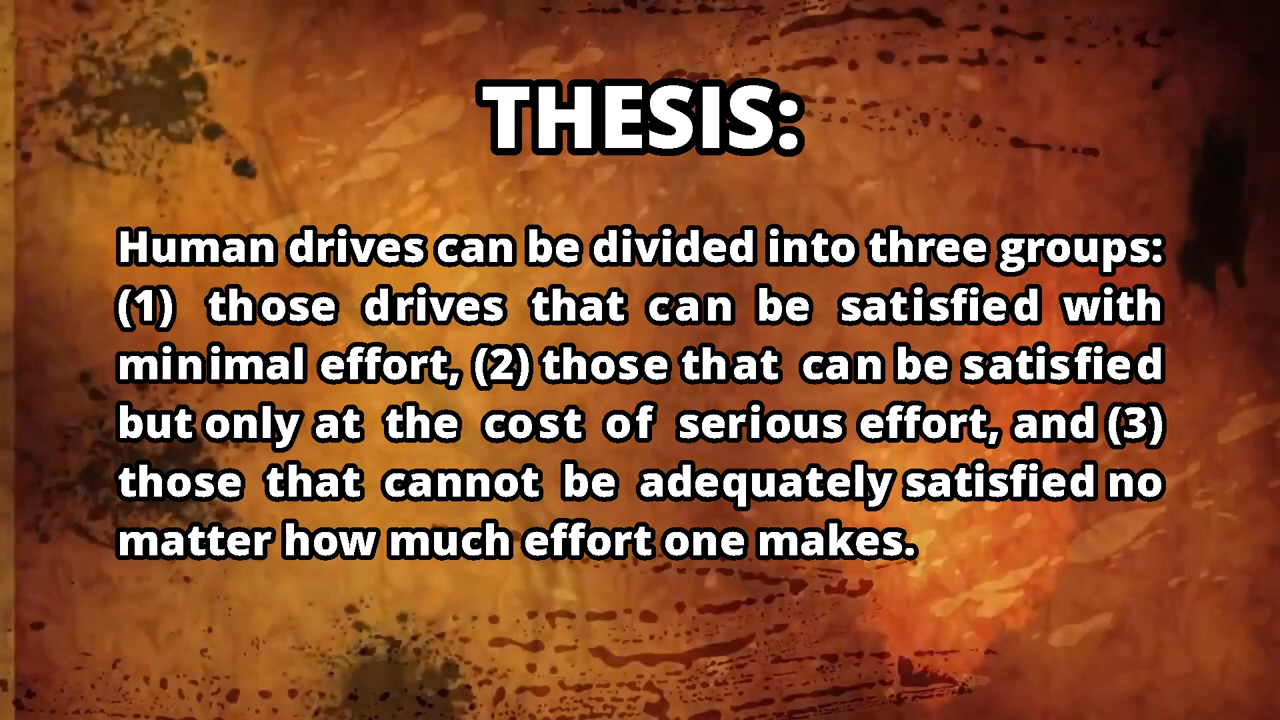 THESIS:
Human drives can be divided into three groups:
(1) those drives that can be satisfied with
minimal effort, (2) those that can be satisfied
but only at the cost of serious effort, and (3)
those that cannot be adequately satisfied no
matter how much effort one makes.